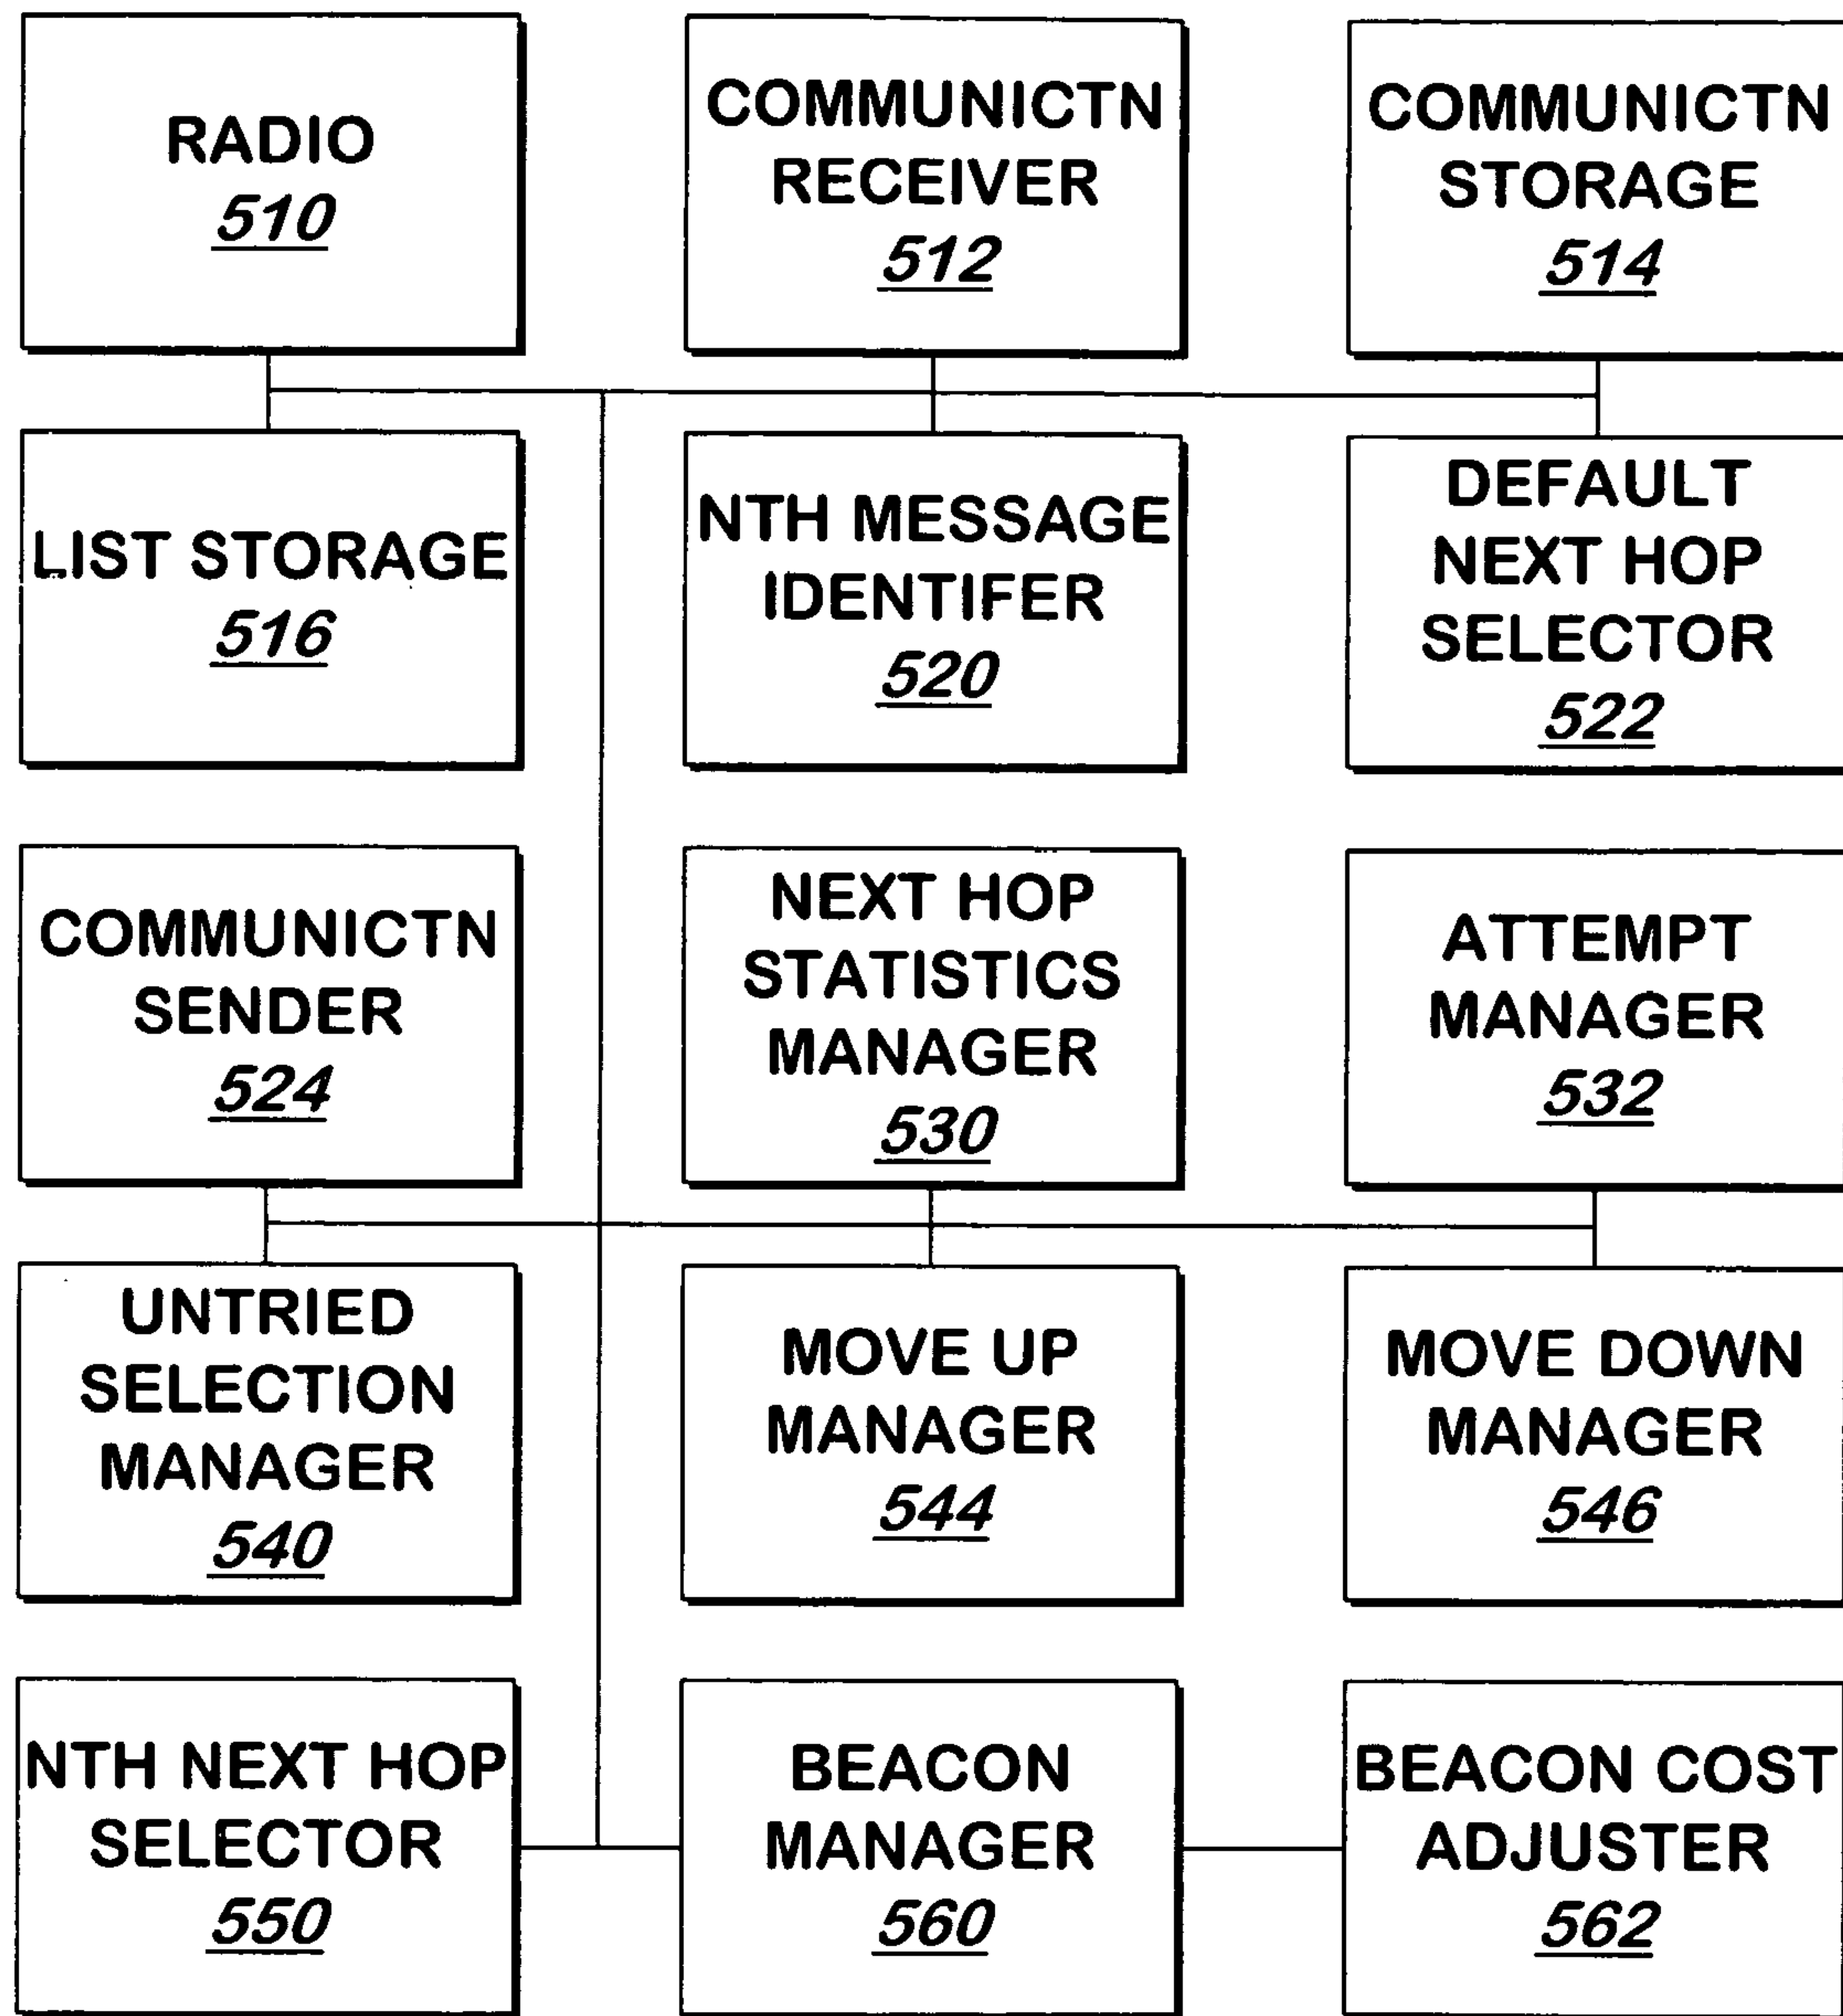 RADIO
510
COMMUNICTN
RECEIVER
512
COMMUNICTN
STORAGE
514
LIST STORAGE
516
NTH MESSAGE
IDENTIFER
520
DEFAULT
NEXT HOP
SELECTOR
522
COMMUNICTN
SENDER
524
NEXT HOP
STATISTICS
MANAGER
530
ATTEMPT
MANAGER
532
UNTRIED
SELECTION
MANAGER
540
MOVE UP
MANAGER
544
MOVE DOWN
MANAGER
546
NTH NEXT HOP
SELECTOR
550
BEACON
MANAGER
560
BEACON COST
ADJUSTER
562